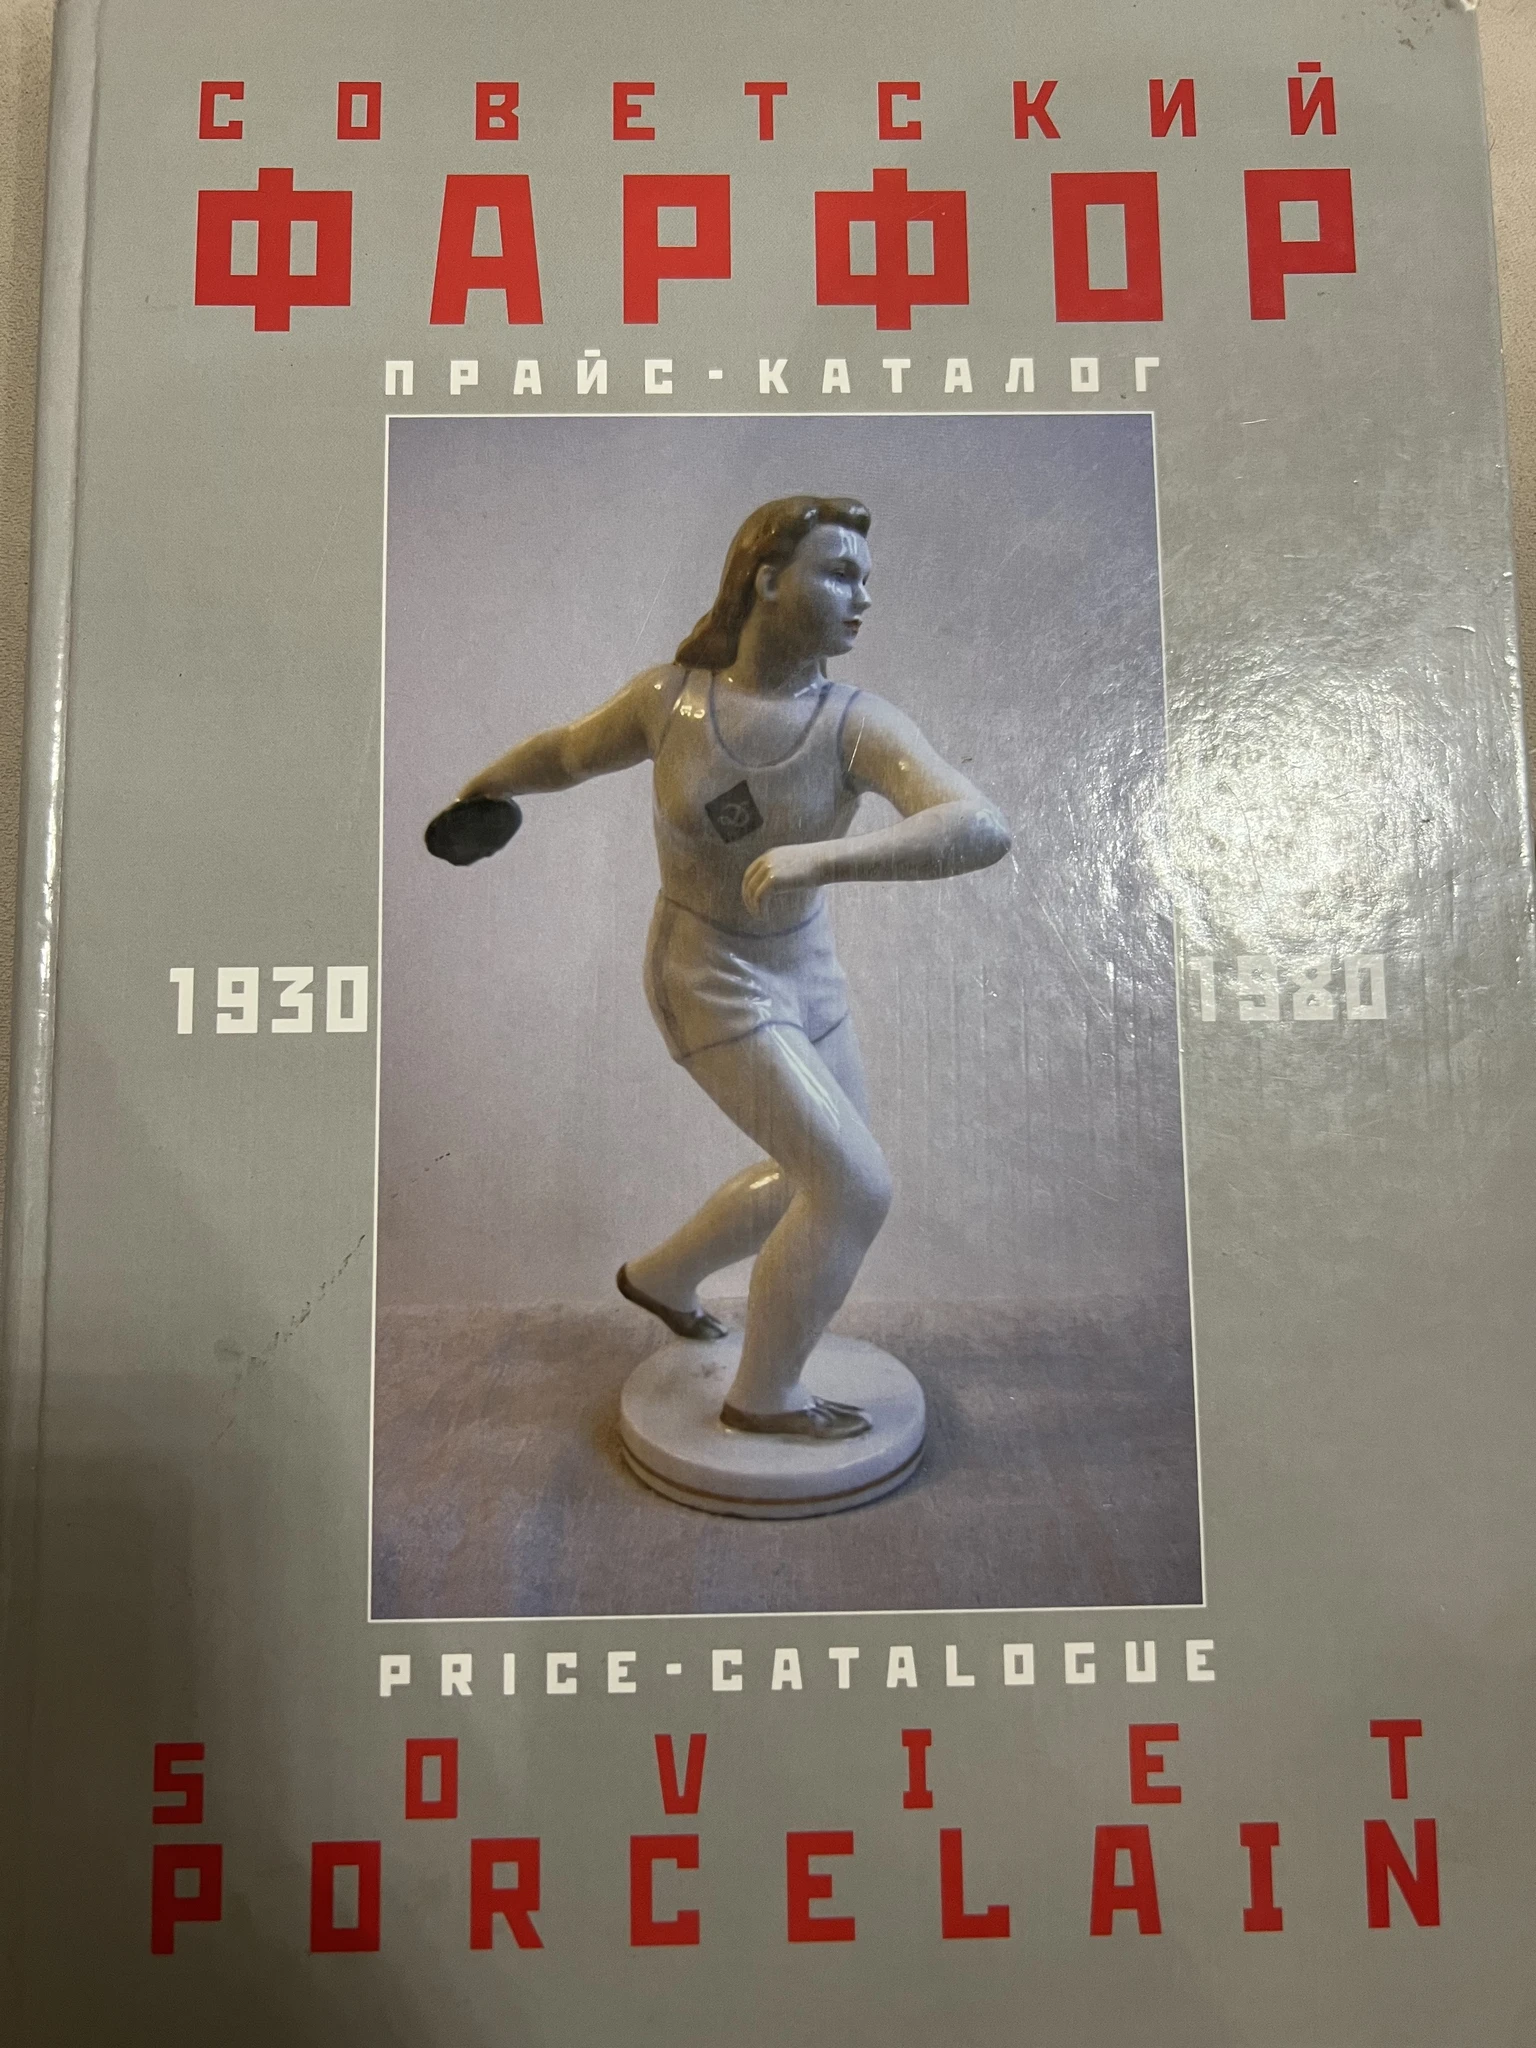 СОВЕТСКИЙ
ФАРФОР
ПРАЙС-КАТАЛОГ
1930 1980
PRICE-CATALOGUE
SOVIET
PORCELAIN